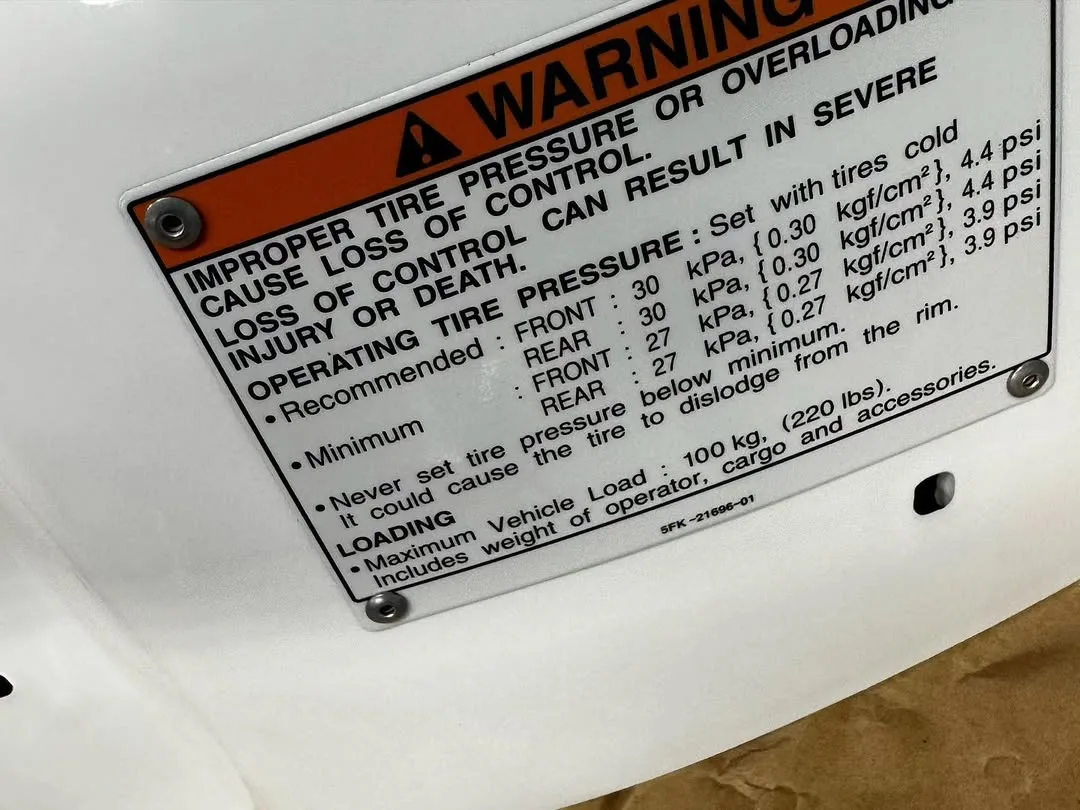 WARNING
IMPROPER TIRE PRESSURE OR OVERLOADING
CAUSE LOSS OF CONTROL.
LOSS OF CONTROL CAN RESULT IN SEVERE
INJURY OR DEATH.
OPERATING TIRE PRESSURE : Set with tires cold
• Recommended : FRONT : 30 kPa, { 0.30 kgf/cm² }, 4.4 psi
REAR : 30 kPa, { 0.30 kgf/cm² }, 4.4 psi
• Minimum : FRONT : 27 kPa, { 0.27 kgf/cm² }, 3.9 psi
REAR : 27 kPa, { 0.27 kgf/cm² }, 3.9 psi
• Never set tire pressure below minimum.
It could cause the tire to dislodge from the rim.
LOADING
• Maximum Vehicle Load : 100 kg, (220 lbs).
Includes weight of operator, cargo and accessories.
5FK-21696-01